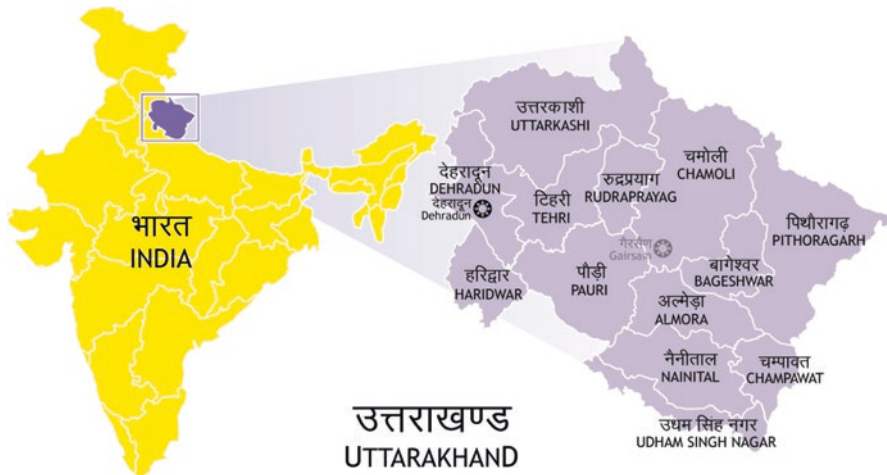 भारत
INDIA
उत्तरकाशी
UTTARKASHI
देहरादून
DEHRADUN
देहरादून
Dehradun
टिहरी
TEHRI
रुद्रप्रयाग
RUDRAPRAYAG
चमोली
CHAMOLI
पिथौरागढ़
PITHORAGARH
हरिद्वार
HARIDWAR
पौड़ी
PAURI
गैरसैण
Gairsain
बागेश्वर
BAGESHWAR
अल्मोड़ा
ALMORA
नैनीताल
NAINITAL
चम्पावत
CHAMPAWAT
उधम सिंह नगर
UDHAM SINGH NAGAR
उत्तराखण्ड
UTTARAKHAND